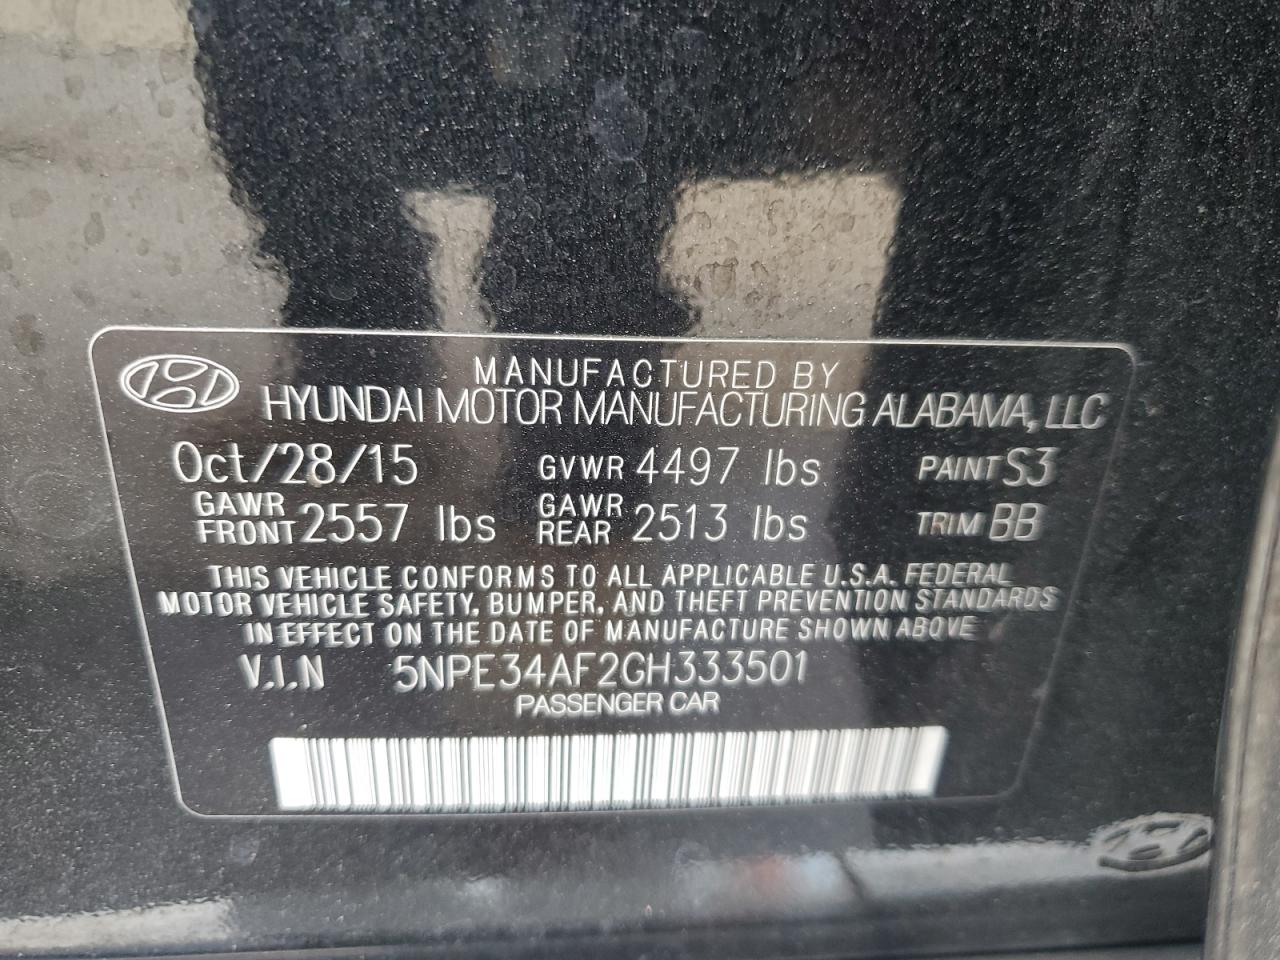 MANUFACTURED BY
HYUNDAI MOTOR MANUFACTURING ALABAMA, LLC
Oct/28/15 GVWR 4497 lbs PAINT S3
GAWR FRONT 2557 lbs GAWR REAR 2513 lbs TRIM BB
THIS VEHICLE CONFORMS TO ALL APPLICABLE U.S.A. FEDERAL
MOTOR VEHICLE SAFETY, BUMPER, AND THEFT PREVENTION STANDARDS
IN EFFECT ON THE DATE OF MANUFACTURE SHOWN ABOVE
V.I.N 5NPE34AF2GH333501
PASSENGER CAR